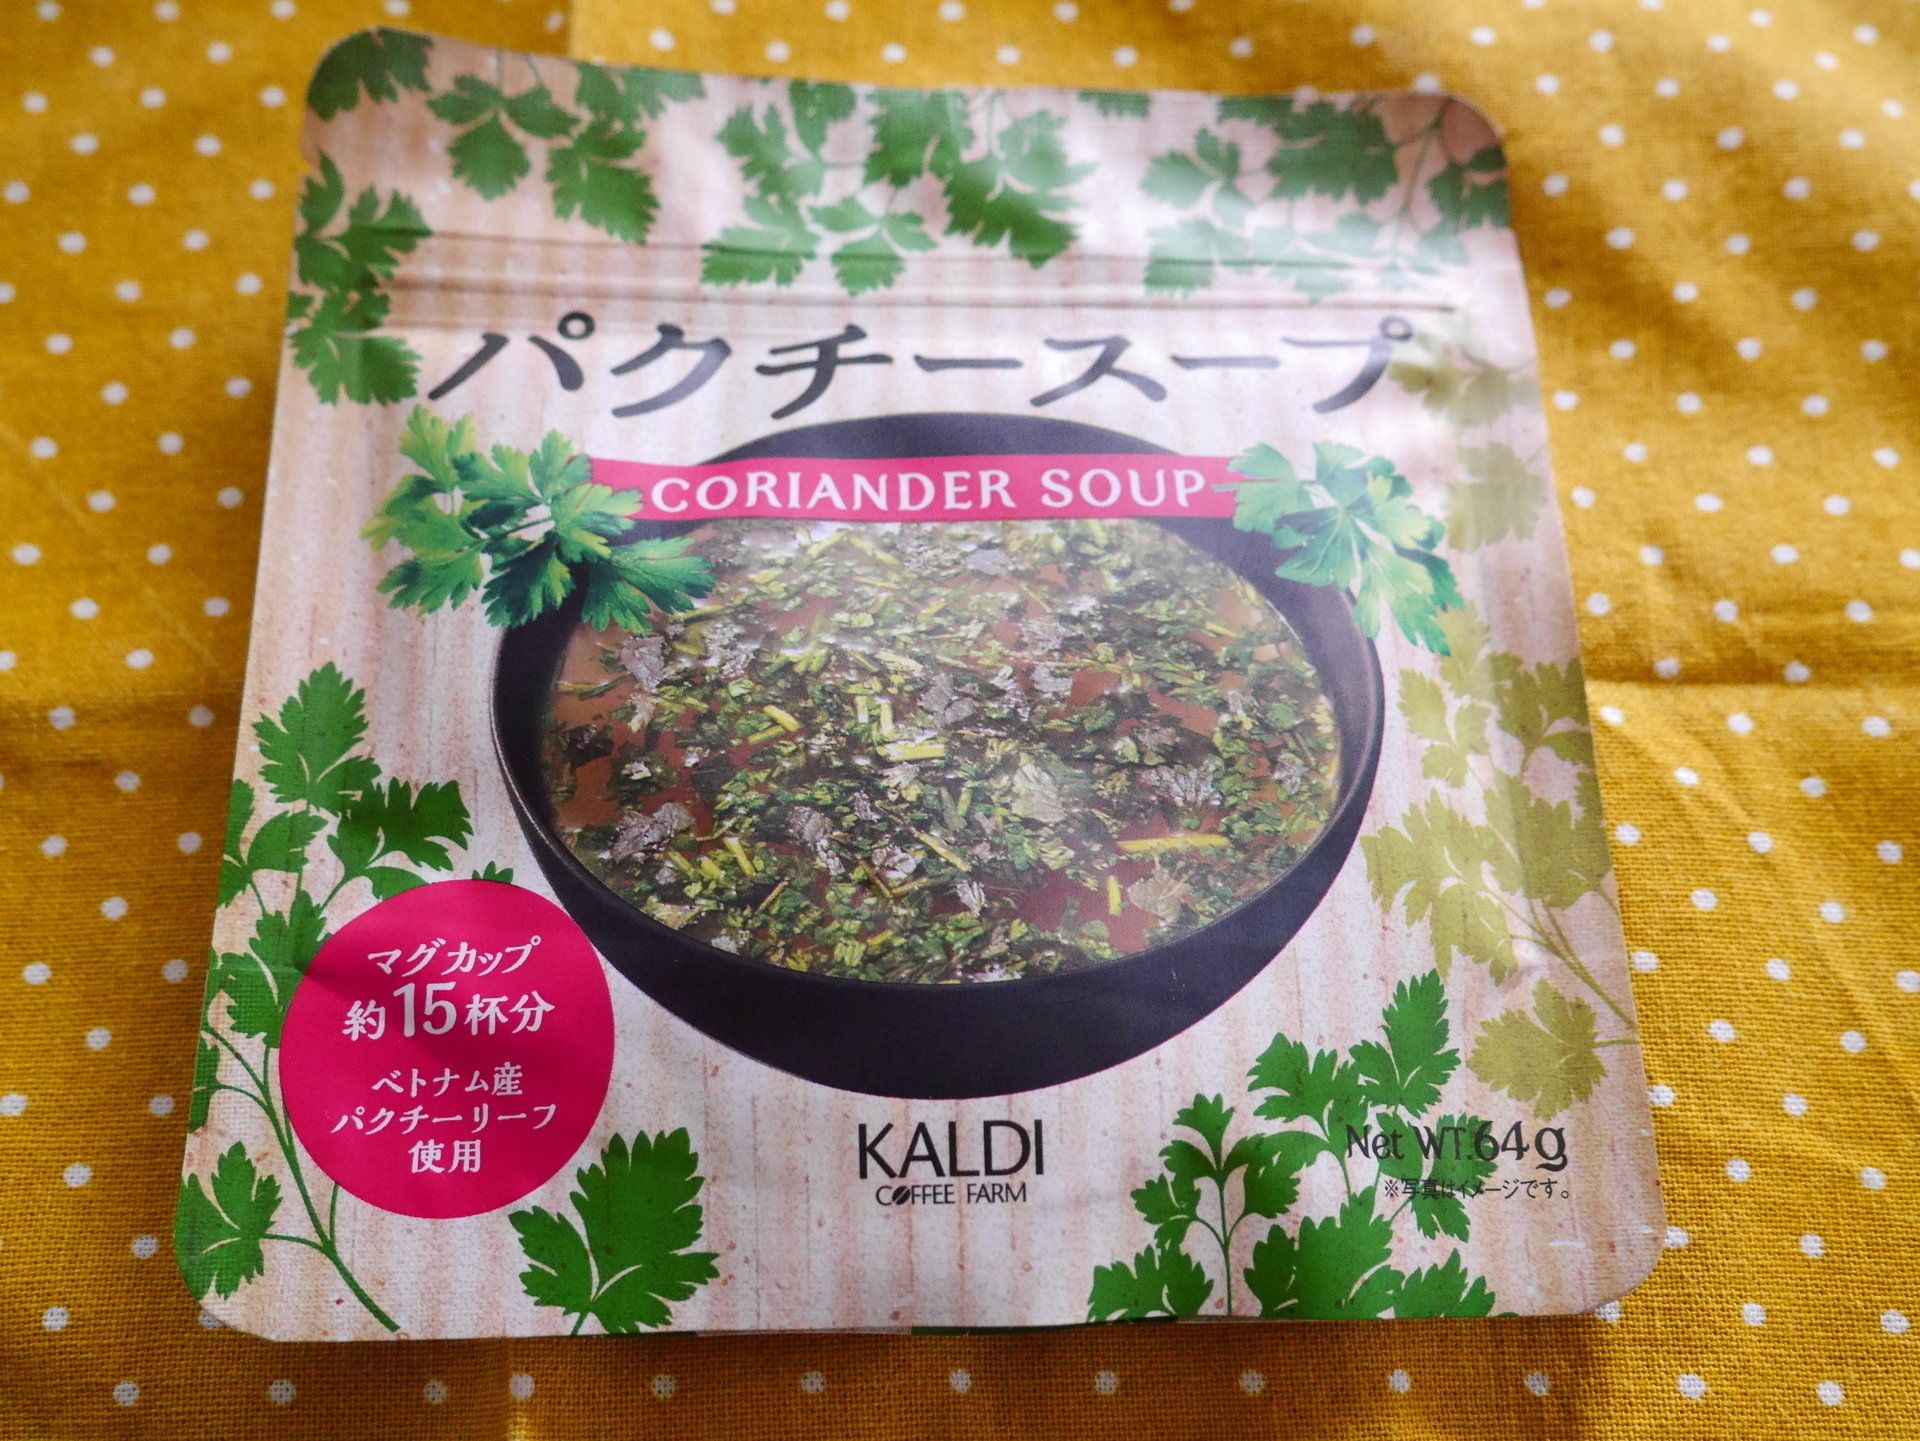 パクチースープ
CORIANDER SOUP
マグカップ
約15杯分
ベトナム産
パクチーリーフ
使用
KALDI
COFFEE FARM
Net WT.64g
※写真はイメージです。